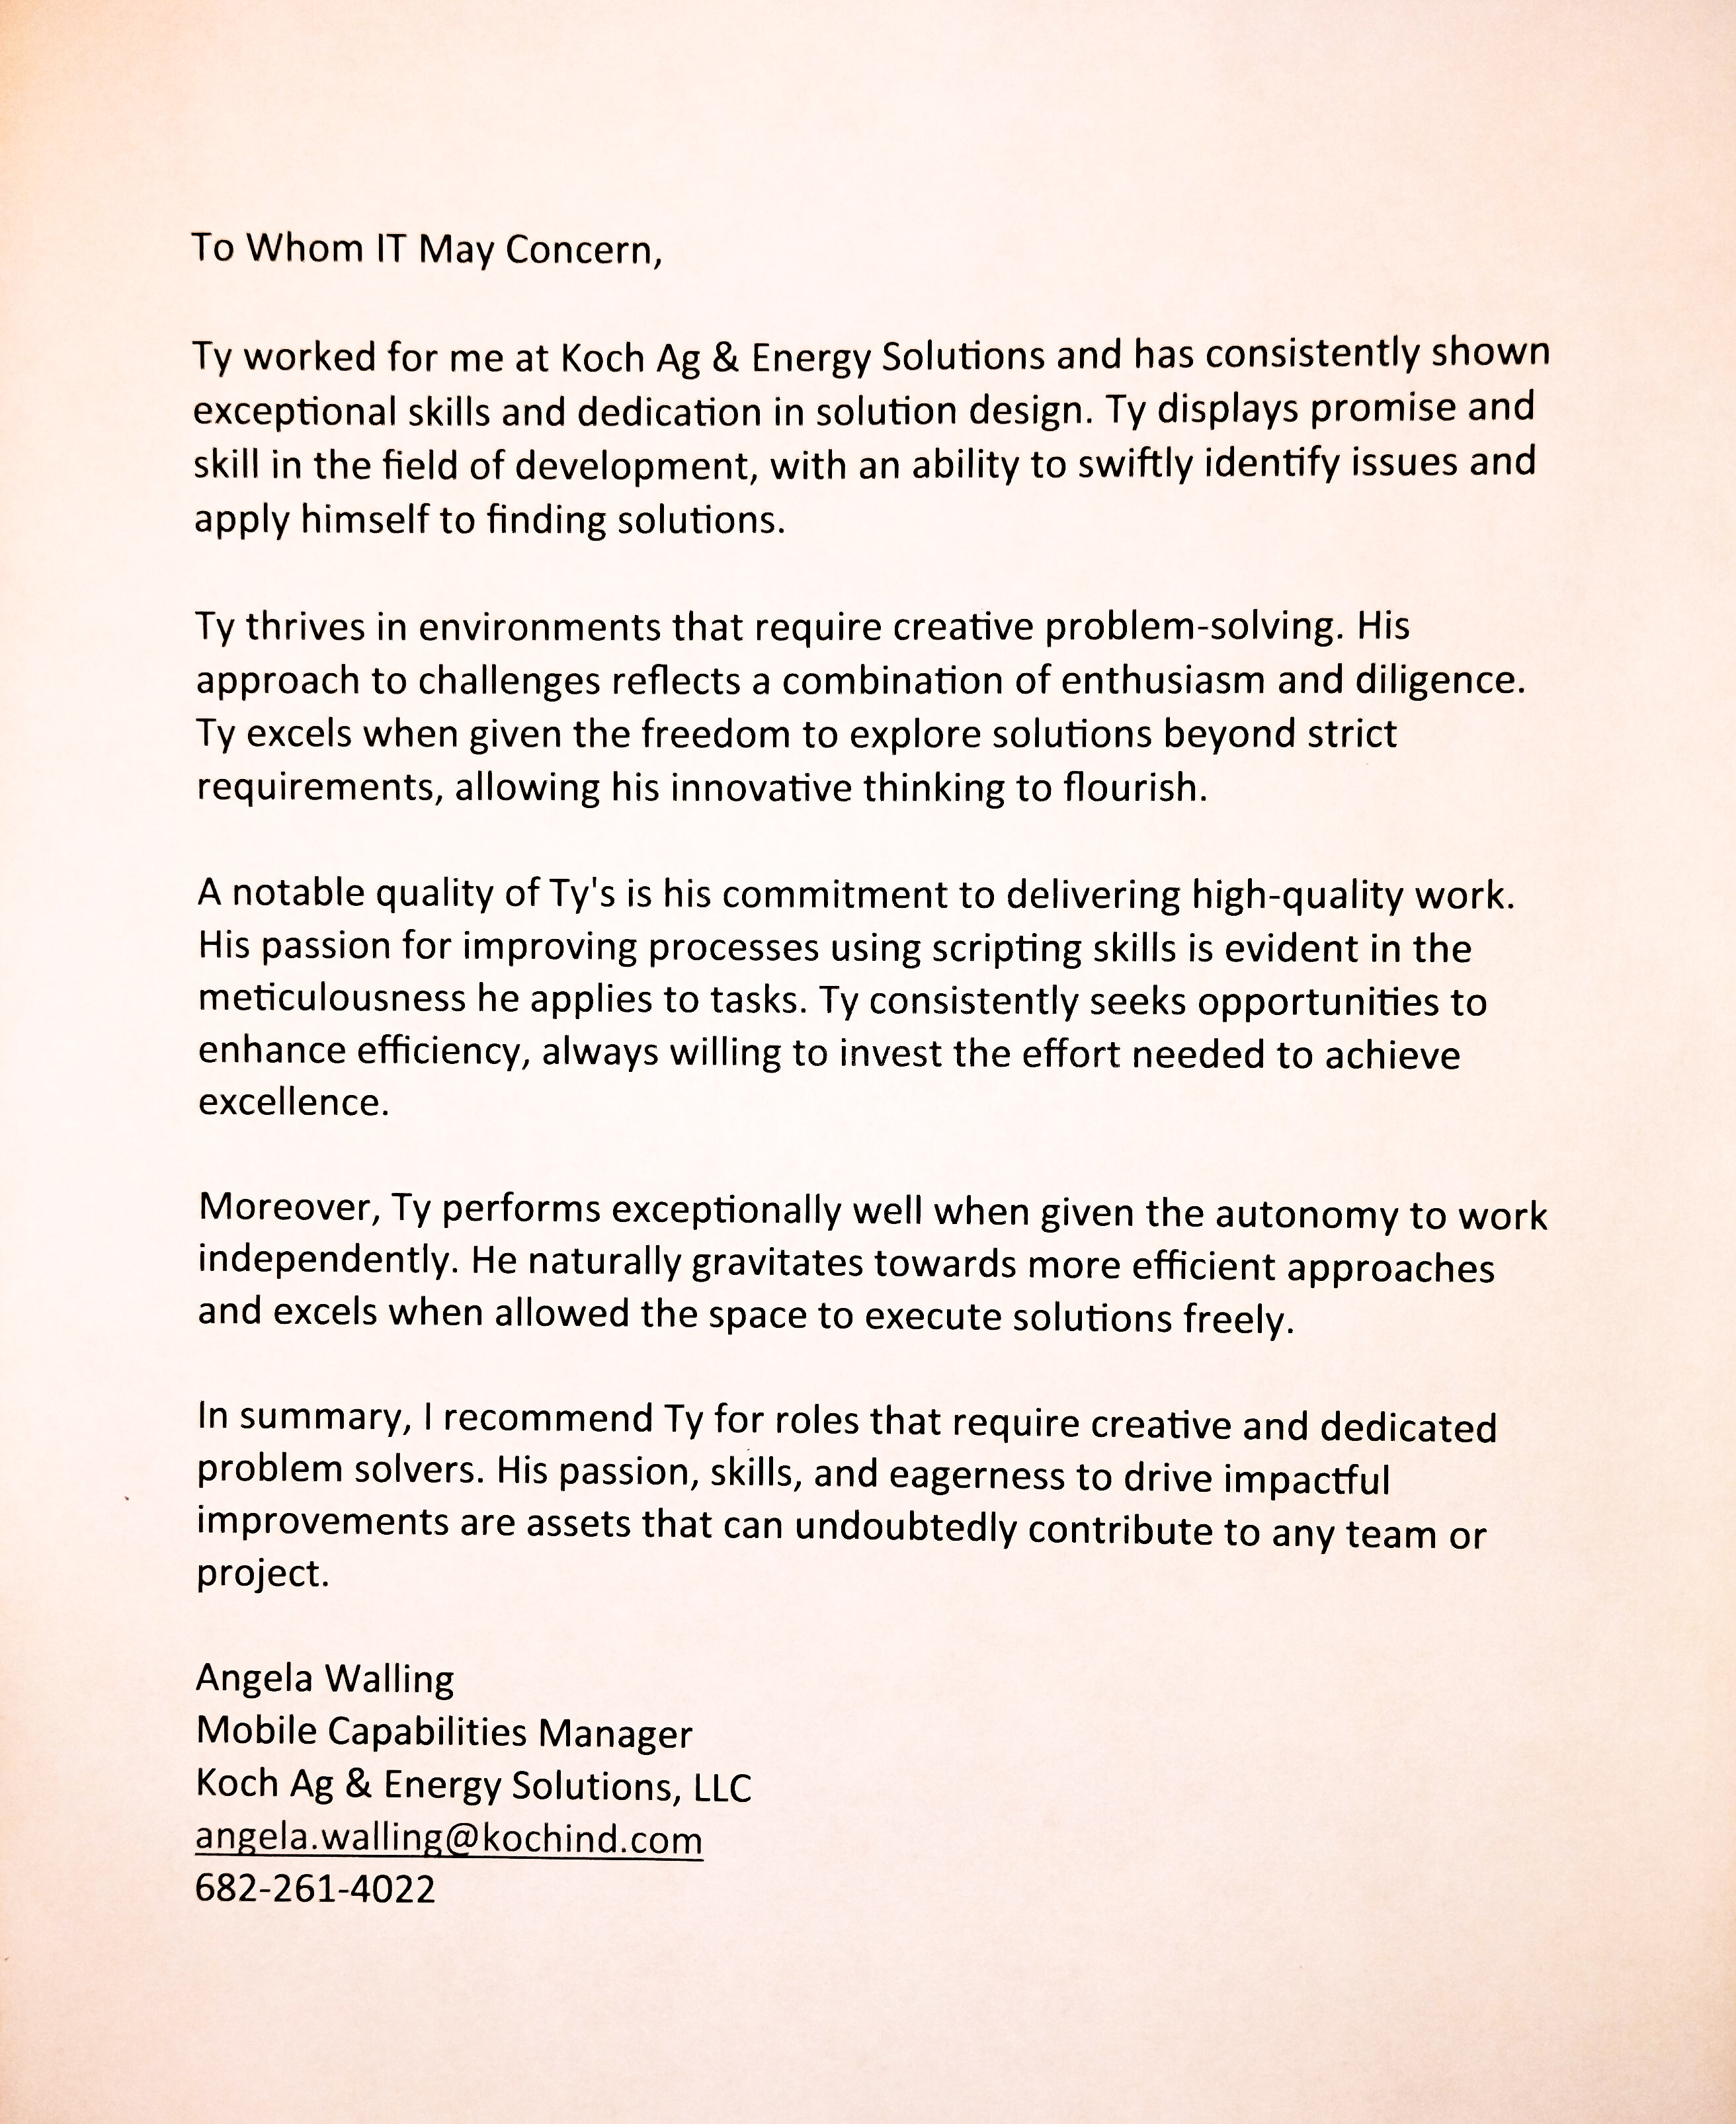 To Whom IT May Concern,
Ty worked for me at Koch Ag & Energy Solutions and has consistently shown
exceptional skills and dedication in solution design. Ty displays promise and
skill in the field of development, with an ability to swiftly identify issues and
apply himself to finding solutions.
Ty thrives in environments that require creative problem-solving. His
approach to challenges reflects a combination of enthusiasm and diligence.
Ty excels when given the freedom to explore solutions beyond strict
requirements, allowing his innovative thinking to flourish.
A notable quality of Ty's is his commitment to delivering high-quality work.
His passion for improving processes using scripting skills is evident in the
meticulousness he applies to tasks. Ty consistently seeks opportunities to
enhance efficiency, always willing to invest the effort needed to achieve
excellence.
Moreover, Ty performs exceptionally well when given the autonomy to work
independently. He naturally gravitates towards more efficient approaches
and excels when allowed the space to execute solutions freely.
In summary, I recommend Ty for roles that require creative and dedicated
problem solvers. His passion, skills, and eagerness to drive impactful
improvements are assets that can undoubtedly contribute to any team or
project.
Angela Walling
Mobile Capabilities Manager
Koch Ag & Energy Solutions, LLC
angela.walling@kochind.com
682-261-4022